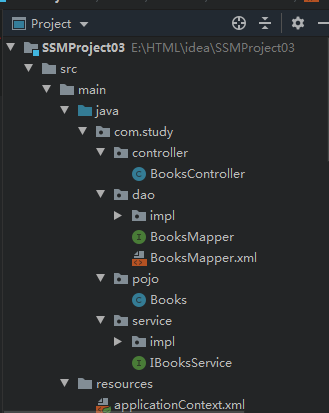 Project
SSMProject03 E:\HTML\idea\SSMProject03
src
main
java
com.study
controller
BooksController
dao
impl
BooksMapper
BooksMapper.xml
pojo
Books
service
impl
IBooksService
resources
applicationContext.xml